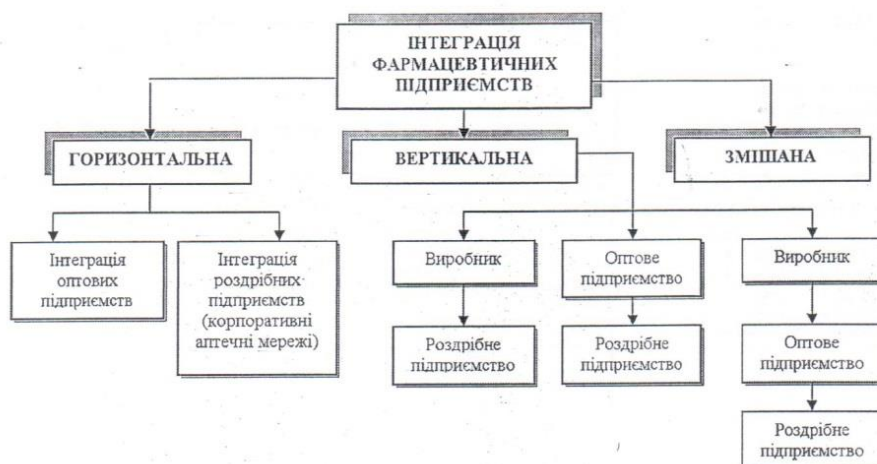 ІНТЕГРАЦІЯ
ФАРМАЦЕВТИЧНИХ
ПІДПРИЄМСТВ
ГОРИЗОНТАЛЬНА
ВЕРТИКАЛЬНА
ЗМІШАНА
Інтеграція
оптових
підприємств
Інтеграція
роздрібних
підприємств
(корпоративні
аптечні мережі)
Виробник
Роздрібне
підприємство
Оптове
підприємство
Роздрібне
підприємство
Виробник
Оптове
підприємство
Роздрібне
підприємство